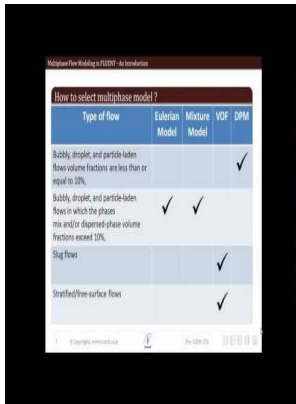 Multiphase Flow Modeling in FLUENT - An Introduction
How to select multiphase model ?
Type of flow
Eulerian
Model
Mixture
Model
VOF
DPM
Bubbly, droplet, and particle-laden
flows volume fractions are less than or
equal to 10%,
✓
Bubbly, droplet, and particle-laden
flows in which the phases
mix and/or dispersed-phase volume
fractions exceed 10%,
✓ ✓
Slug flows
✓
Stratified/free-surface flows
✓